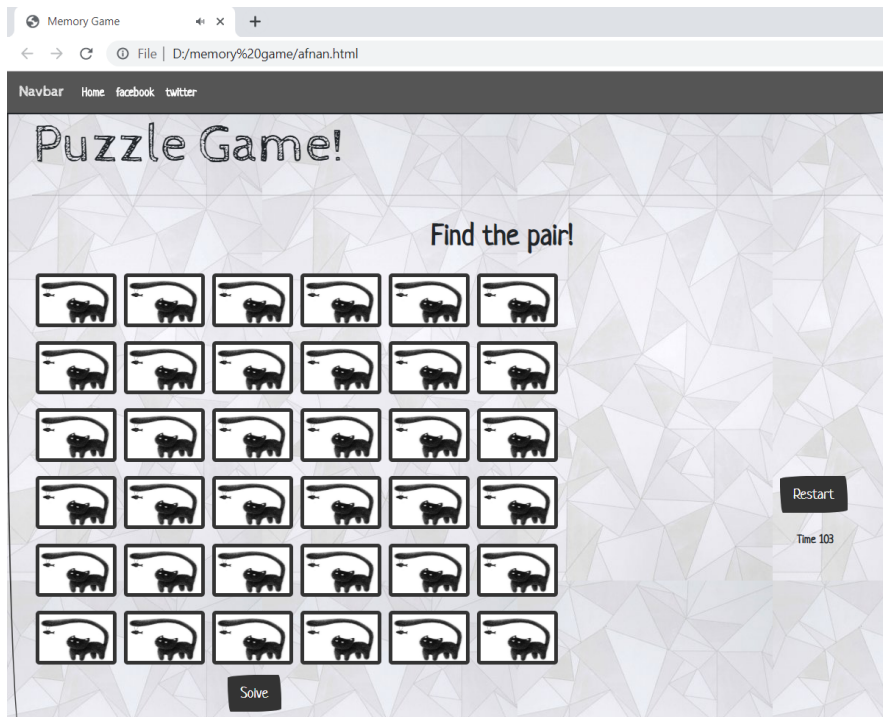 Memory Game
File | D:/memory%20game/afnan.html
Navbar Home facebook twitter
Puzzle Game!
Find the pair!
Restart
Time 103
Solve